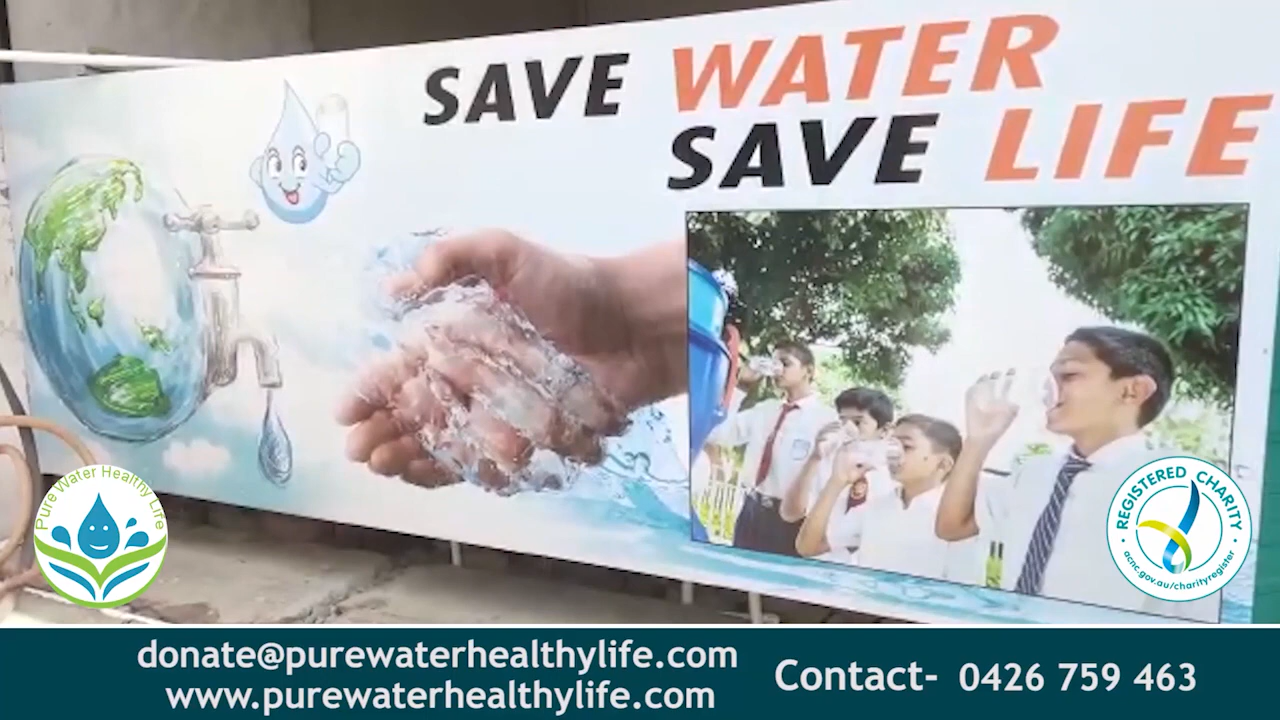 SAVE WATER
SAVE LIFE
Pure Water Healthy Life
REGISTERED CHARITY
acnc.gov.au/charityregister
donate@purewaterhealthylife.com
www.purewaterhealthylife.com
Contact- 0426 759 463